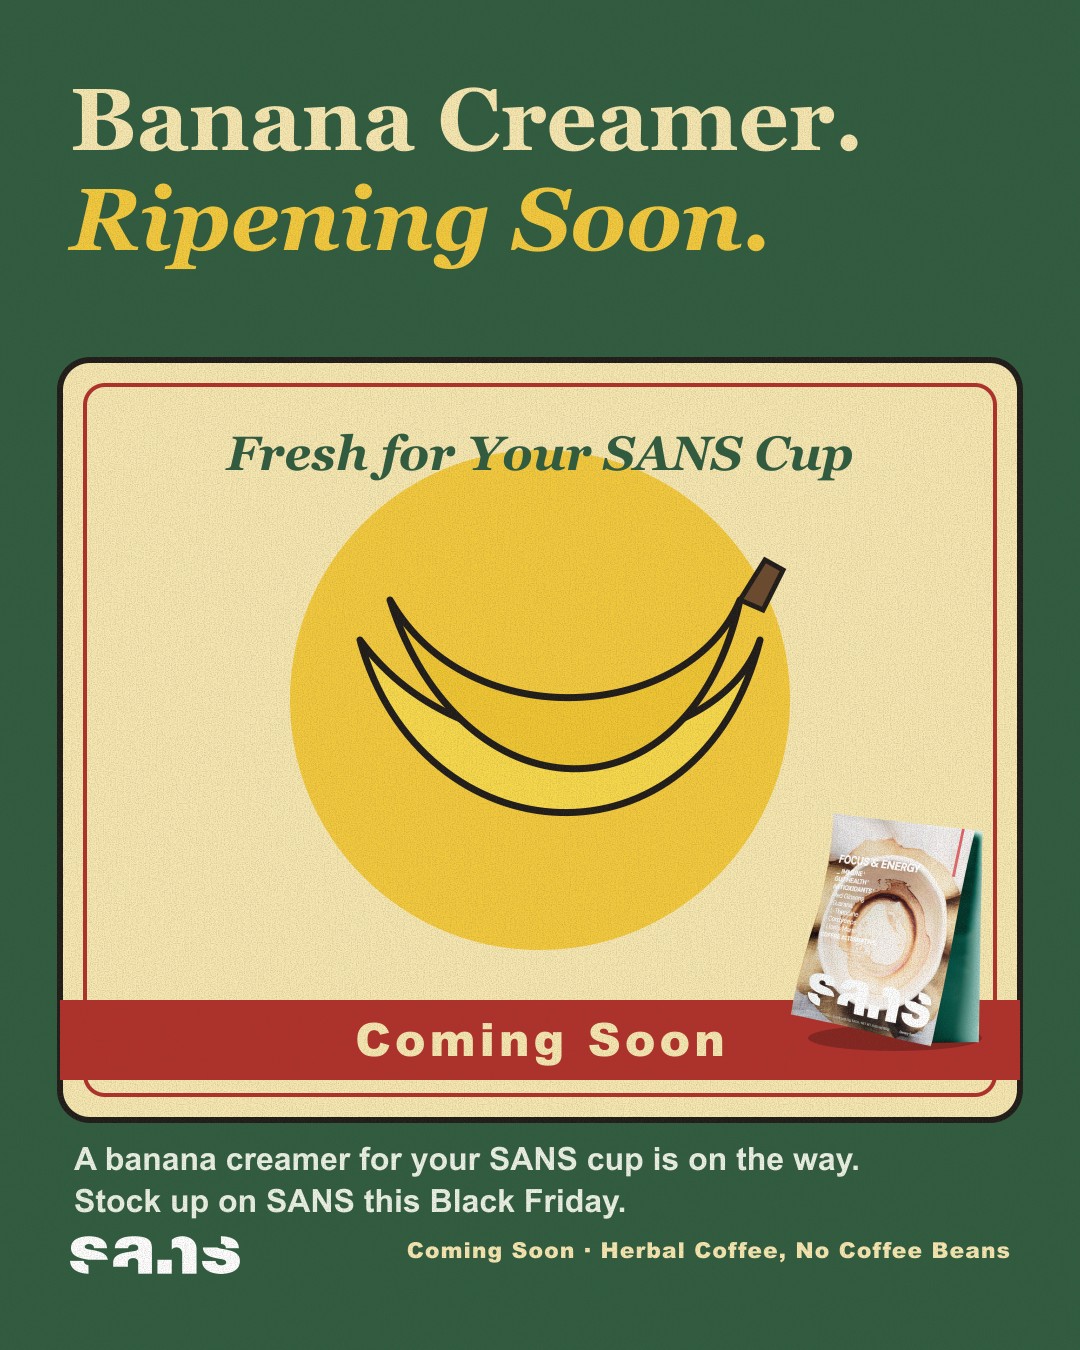 Banana Creamer.
Ripening Soon.
Fresh for Your SANS Cup
FOCUS & ENERGY
sans
Coming Soon
A banana creamer for your SANS cup is on the way.
Stock up on SANS this Black Friday.
sans
Coming Soon · Herbal Coffee, No Coffee Beans